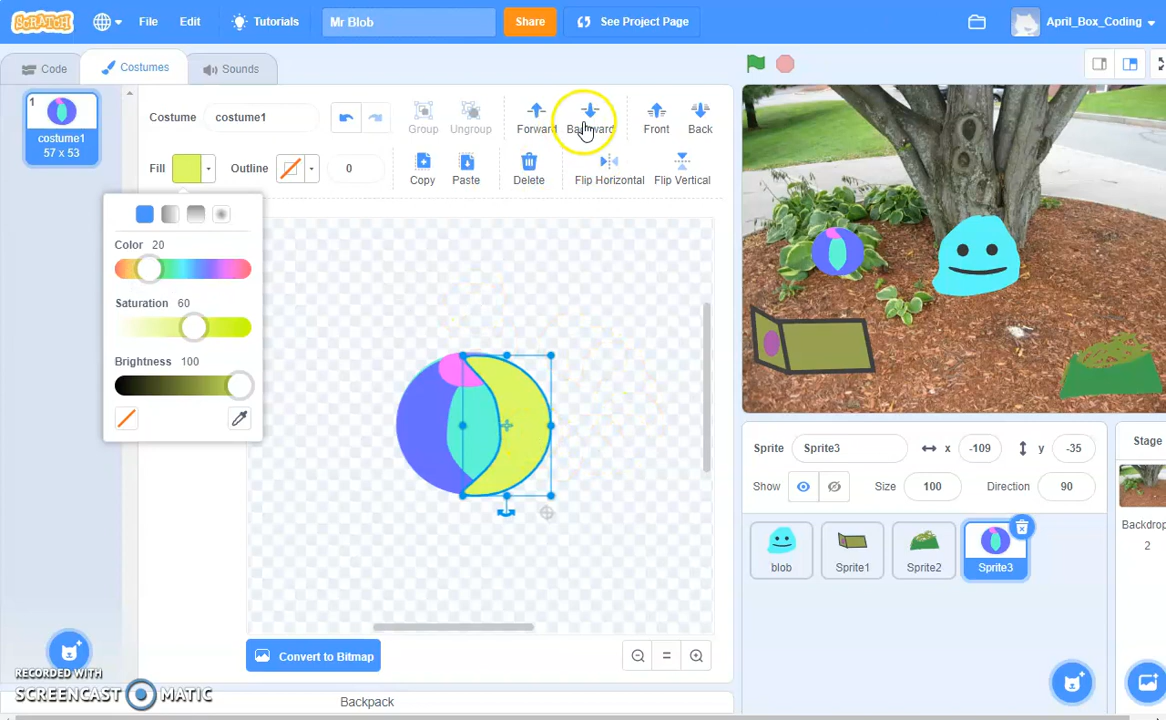 SCRATCH File Edit Tutorials Mr Blob Share See Project Page April_Box_Coding
Code Costumes Sounds
1
costume1
57 x 53
Costume costume1 Group Ungroup Forward Backward Front Back
Fill Outline 0 Copy Paste Delete Flip Horizontal Flip Vertical
Color 20
Saturation 60
Brightness 100
Convert to Bitmap
Backpack
Sprite Sprite3 x -109 y -35
Show Size 100 Direction 90
blob Sprite1 Sprite2 Sprite3
Stage
Backdrop
2
RECORDED WITH
SCREENCAST MATIC